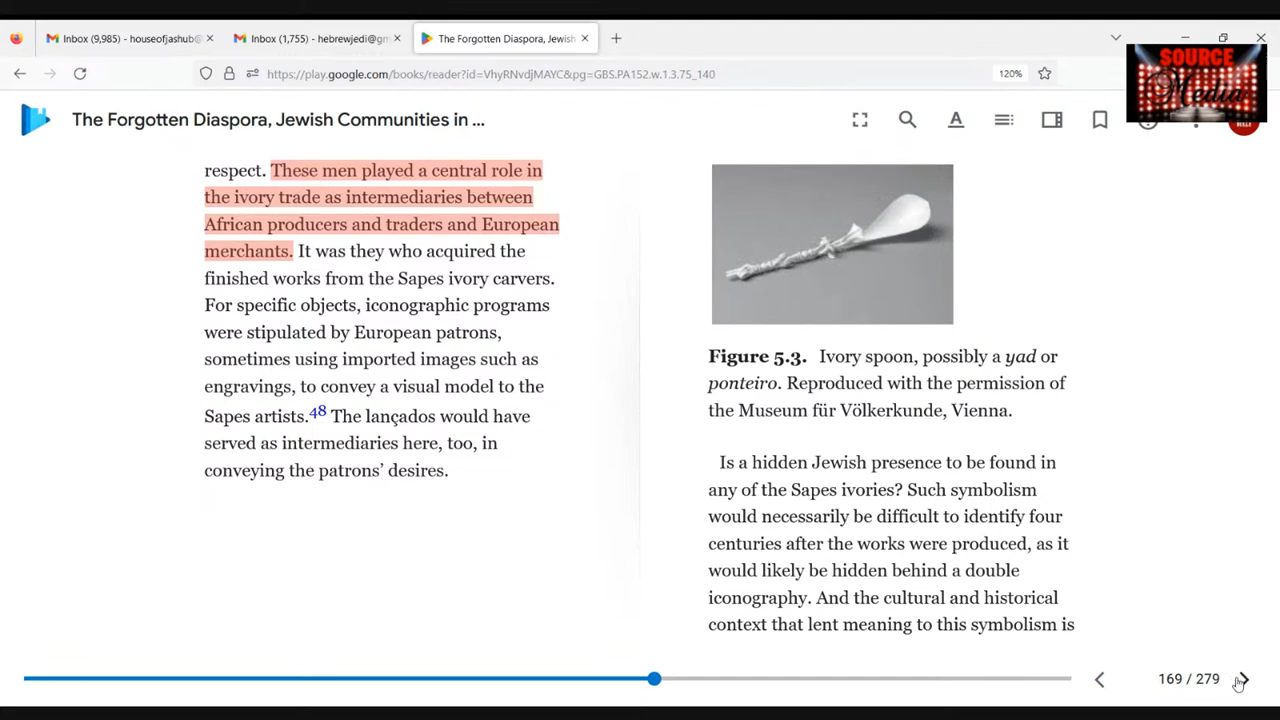 Inbox (9,985) - houseofjashub@
Inbox (1,755) - hebrewjedi@gm
The Forgotten Diaspora, Jewish
https://play.google.com/books/reader?id=VhyRNvdjMAYC&pg=GBS.PA152.w.1.3.75_140
120%
SOURCE
Media
The Forgotten Diaspora, Jewish Communities in ...
respect. These men played a central role in
the ivory trade as intermediaries between
African producers and traders and European
merchants. It was they who acquired the
finished works from the Sapes ivory carvers.
For specific objects, iconographic programs
were stipulated by European patrons,
sometimes using imported images such as
engravings, to convey a visual model to the
Sapes artists.48 The lançados would have
served as intermediaries here, too, in
conveying the patrons’ desires.
Figure 5.3. Ivory spoon, possibly a yad or
ponteiro. Reproduced with the permission of
the Museum für Völkerkunde, Vienna.
Is a hidden Jewish presence to be found in
any of the Sapes ivories? Such symbolism
would necessarily be difficult to identify four
centuries after the works were produced, as it
would likely be hidden behind a double
iconography. And the cultural and historical
context that lent meaning to this symbolism is
169 / 279